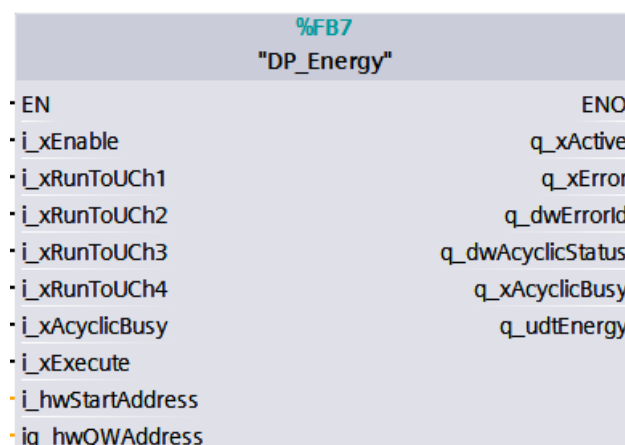 %FB7
"DP_Energy"
EN ENO
i_xEnable q_xActive
i_xRunToUCh1 q_xError
i_xRunToUCh2 q_dwErrorId
i_xRunToUCh3 q_dwAcyclicStatus
i_xRunToUCh4 q_xAcyclicBusy
i_xAcyclicBusy q_udtEnergy
i_xExecute
i_hwStartAddress
iq_hwOWAddress